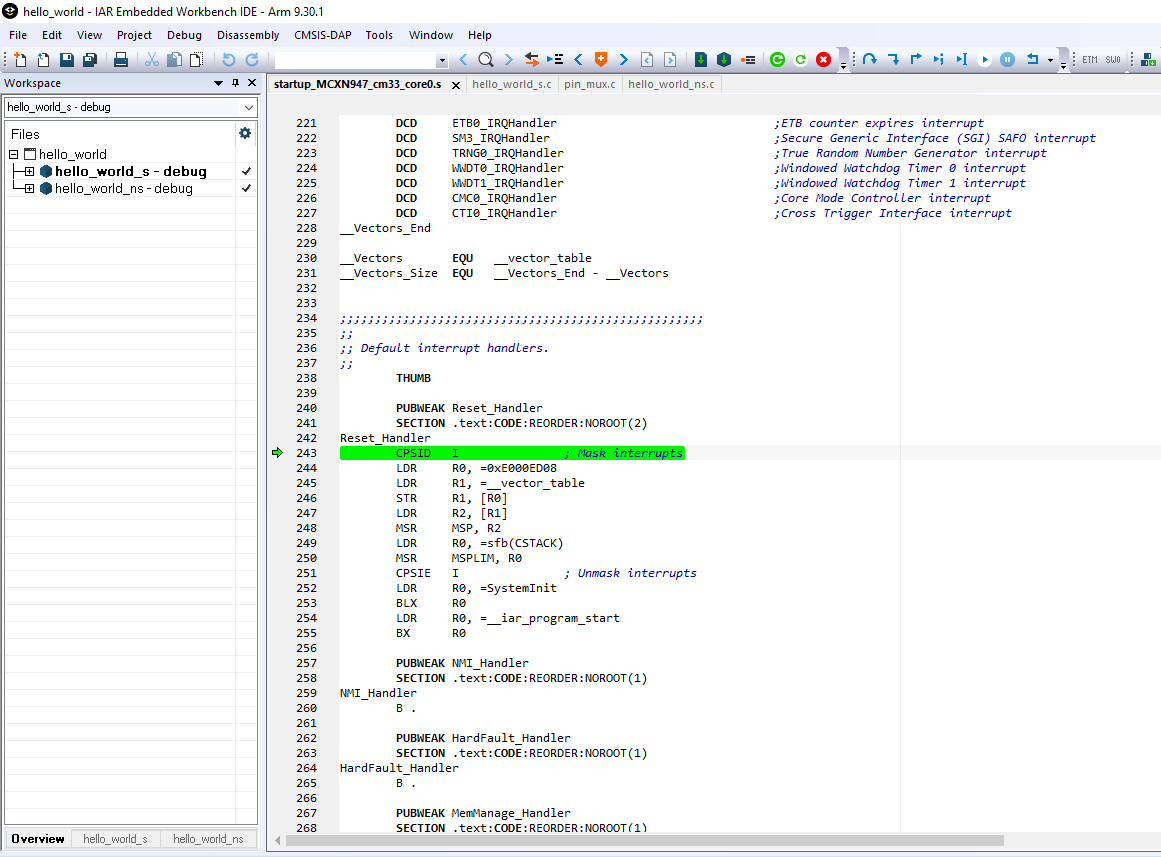 hello_world - IAR Embedded Workbench IDE - Arm 9.30.1
File Edit View Project Debug Disassembly CMSIS-DAP Tools Window Help
ETM SWO
Workspace
hello_world_s - debug
Files
hello_world
hello_world_s - debug
hello_world_ns - debug
Overview hello_world_s hello_world_ns
startup_MCXN947_cm33_core0.s hello_world_s.c pin_mux.c hello_world_ns.c
221 DCD ETB0_IRQHandler ;ETB counter expires interrupt
222 DCD SM3_IRQHandler ;Secure Generic Interface (SGI) SAFO interrupt
223 DCD TRNG0_IRQHandler ;True Random Number Generator interrupt
224 DCD WWDT0_IRQHandler ;Windowed Watchdog Timer 0 interrupt
225 DCD WWDT1_IRQHandler ;Windowed Watchdog Timer 1 interrupt
226 DCD CMC0_IRQHandler ;Core Mode Controller interrupt
227 DCD CTI0_IRQHandler ;Cross Trigger Interface interrupt
228 __Vectors_End
229
230 __Vectors EQU __vector_table
231 __Vectors_Size EQU __Vectors_End - __Vectors
232
233
234 ;;;;;;;;;;;;;;;;;;;;;;;;;;;;;;;;;;;;;;;;;;;;;;;;;;;;
235 ;;
236 ;; Default interrupt handlers.
237 ;;
238 THUMB
239
240 PUBWEAK Reset_Handler
241 SECTION .text:CODE:REORDER:NOROOT(2)
242 Reset_Handler
243 CPSID I ; Mask interrupts
244 LDR R0, =0xE000ED08
245 LDR R1, =__vector_table
246 STR R1, [R0]
247 LDR R2, [R1]
248 MSR MSP, R2
249 LDR R0, =sfb(CSTACK)
250 MSR MSPLIM, R0
251 CPSIE I ; Unmask interrupts
252 LDR R0, =SystemInit
253 BLX R0
254 LDR R0, =__iar_program_start
255 BX R0
256
257 PUBWEAK NMI_Handler
258 SECTION .text:CODE:REORDER:NOROOT(1)
259 NMI_Handler
260 B .
261
262 PUBWEAK HardFault_Handler
263 SECTION .text:CODE:REORDER:NOROOT(1)
264 HardFault_Handler
265 B .
266
267 PUBWEAK MemManage_Handler
268 SECTION .text:CODE:REORDER:NOROOT(1)